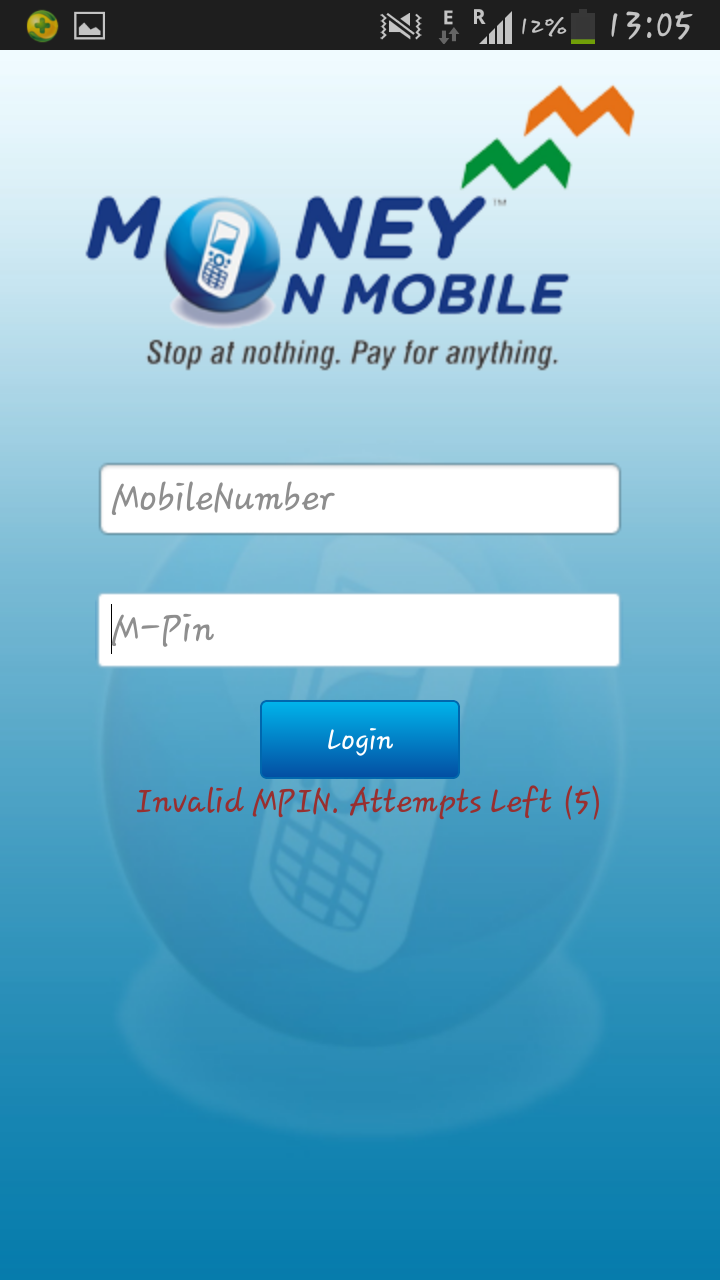 E R 12% 13:05
MONEY TM
ON MOBILE
Stop at nothing. Pay for anything.
MobileNumber
M-Pin
Login
Invalid MPIN. Attempts Left (5)